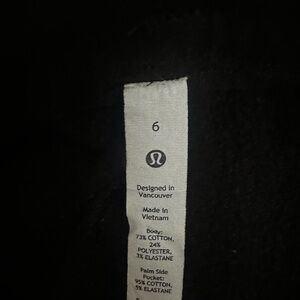 6
Designed in
Vancouver
Made in
Vietnam
Body:
73% COTTON,
24%
POLYESTER,
3% ELASTANE
Palm Side
Pocket:
95% COTTON,
5% ELASTANE